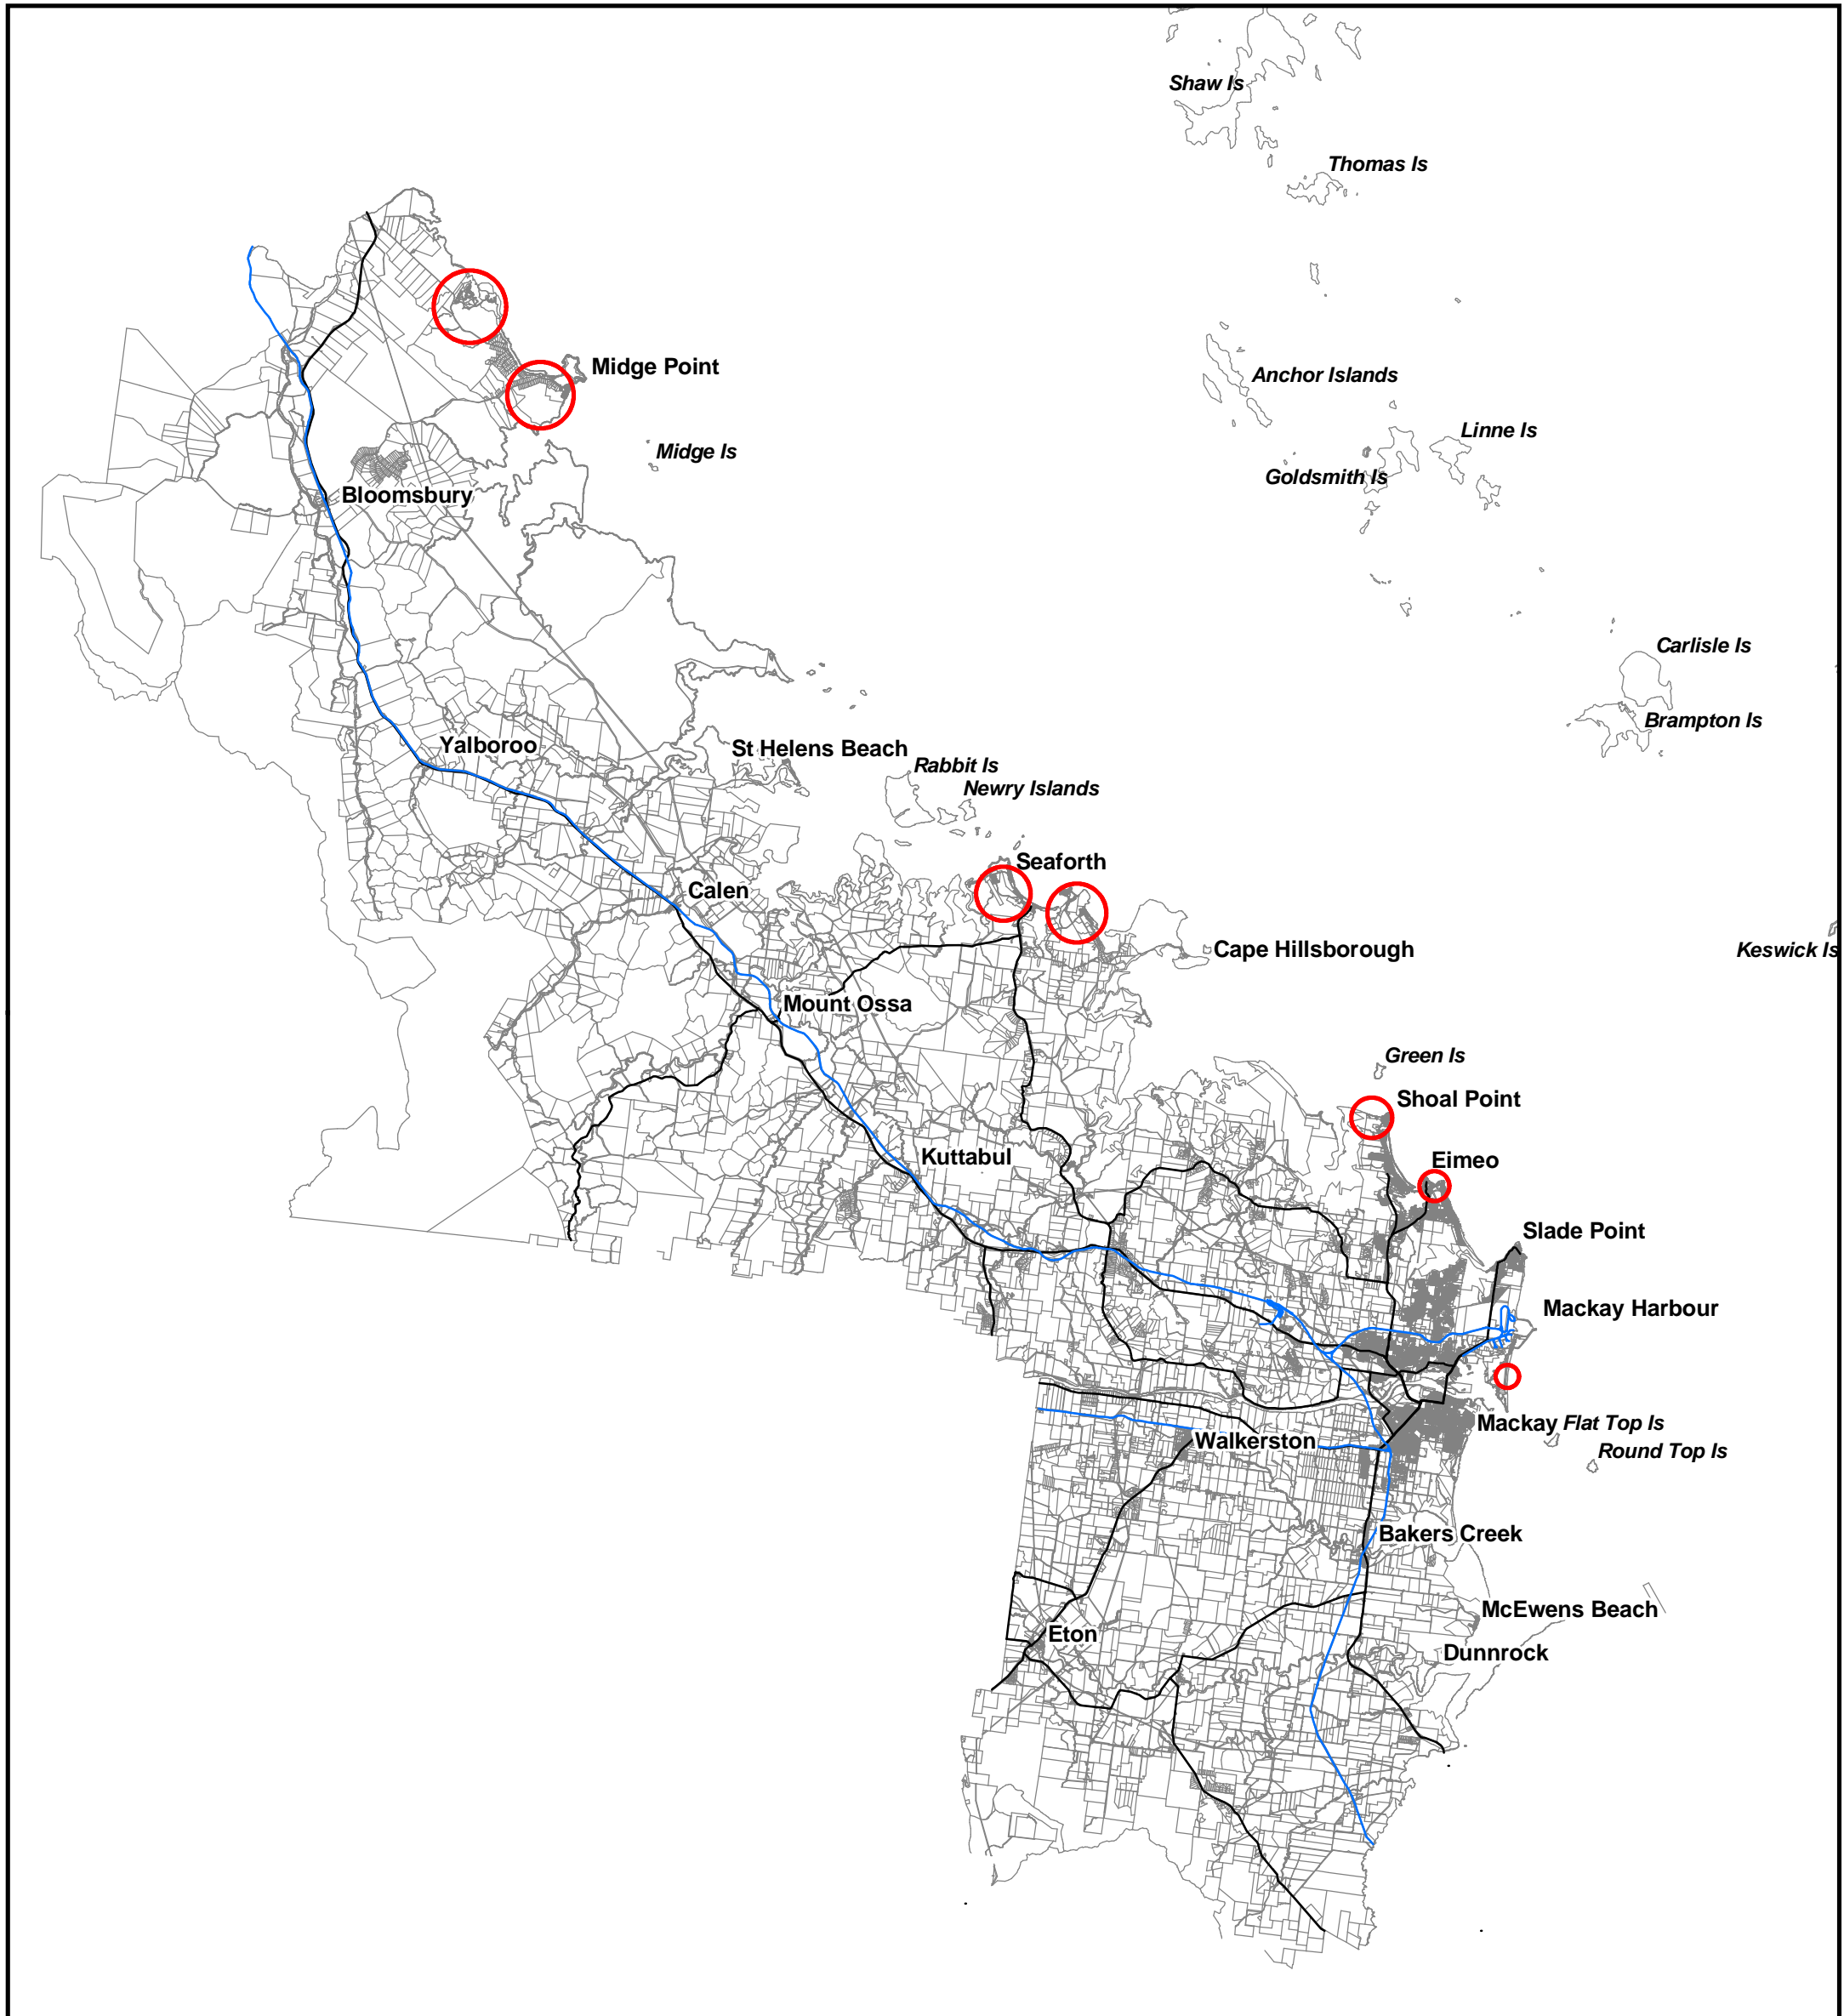 Shaw Is
Thomas Is
Midge Point
Anchor Islands
Linne Is
Midge Is
Goldsmith Is
Bloomsbury
Carlisle Is
Brampton Is
Yalboroo
St Helens Beach
Rabbit Is
Newry Islands
Seaforth
Calen
Cape Hillsborough
Keswick Is
Mount Ossa
Green Is
Shoal Point
Kuttabul
Eimeo
Slade Point
Mackay Harbour
Mackay
Flat Top Is
Walkerston
Round Top Is
Bakers Creek
McEwens Beach
Eton
Dunnrock